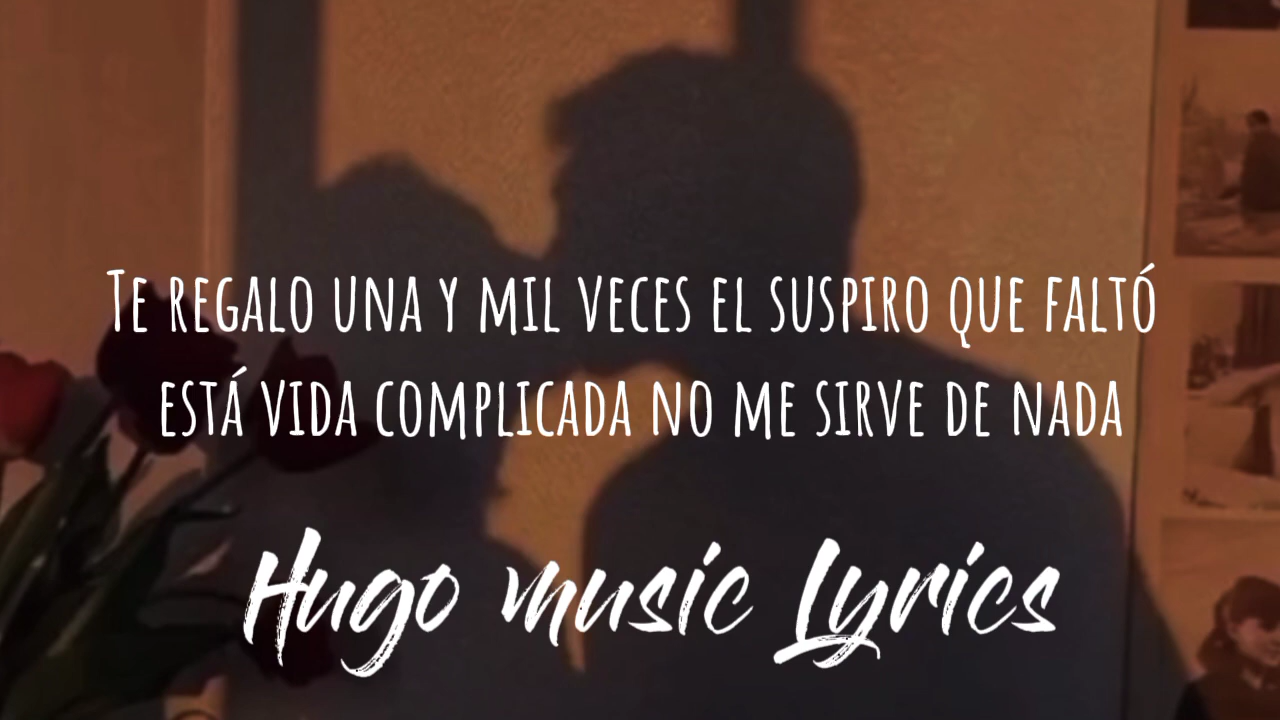 Te regalo una y mil veces el suspiro que faltó
está vida complicada no me sirve de nada
Hugo music Lyrics